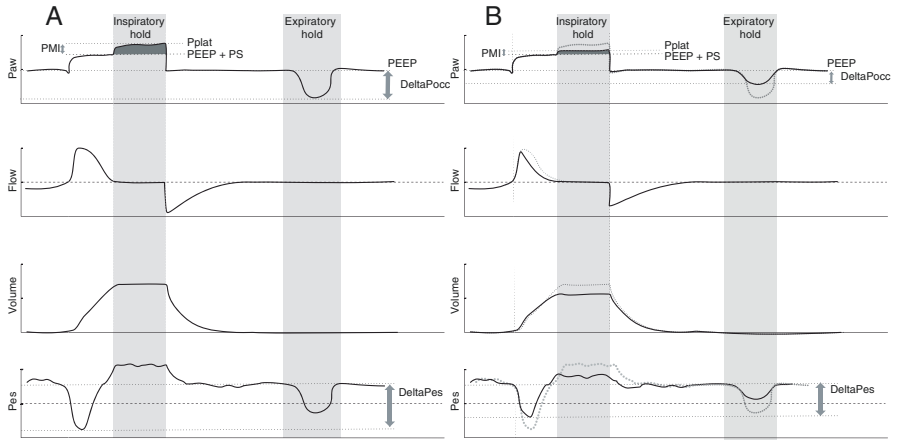 A
Inspiratory
hold
Expiratory
hold
PMI
Pplat
PEEP + PS
PEEP
DeltaPocc
Paw
Flow
Volume
Pes
DeltaPes
B
Inspiratory
hold
Expiratory
hold
PMI
Pplat
PEEP + PS
PEEP
DeltaPocc
Paw
Flow
Volume
Pes
DeltaPes